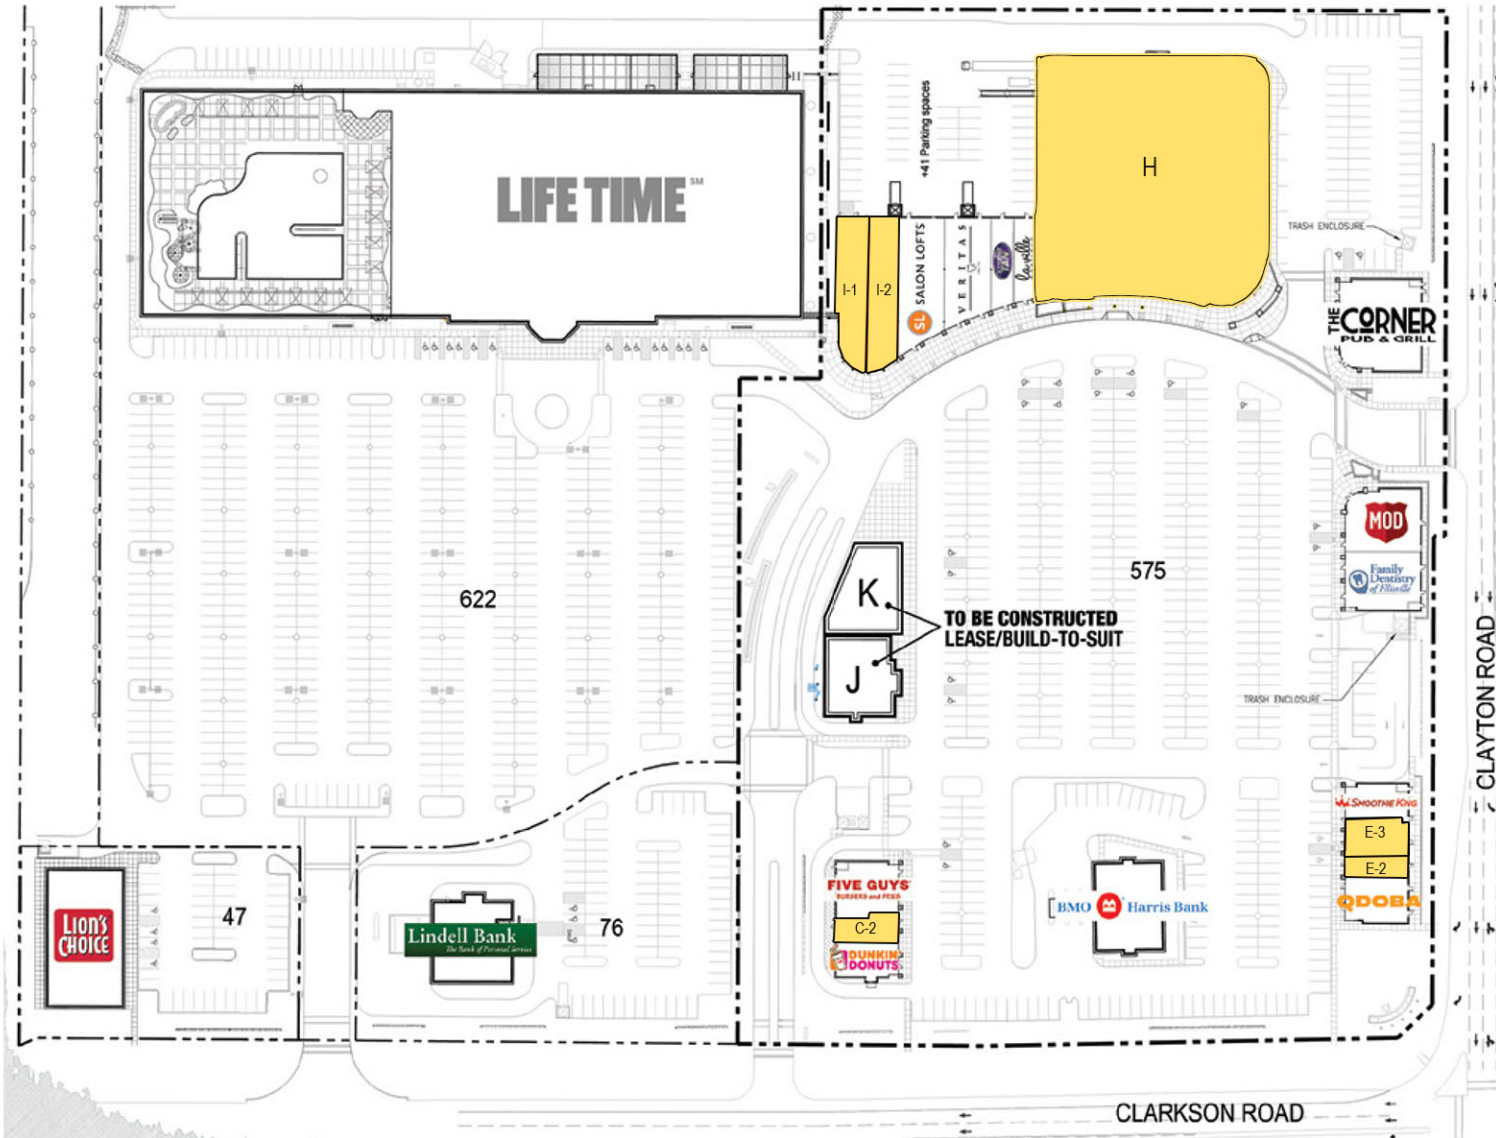 LIFE TIME SM
+41 Parking spaces
H
TRASH ENCLOSURE
I-1
I-2
SL SALON LOFTS
VERITAS
la ville
THE CORNER
PUB & GRILL
MOD
Family
Dentistry
of Ellisville
622
575
K
J
TO BE CONSTRUCTED
LEASE/BUILD-TO-SUIT
TRASH ENCLOSURE
CLAYTON ROAD
SMOOTHIE KING
E-3
E-2
QDOBA
FIVE GUYS
BURGERS and FRIES
C-2
DUNKIN'
DONUTS
BMO Harris Bank
LION'S
CHOICE
47
Lindell Bank
The Bank of Personal Service
76
CLARKSON ROAD